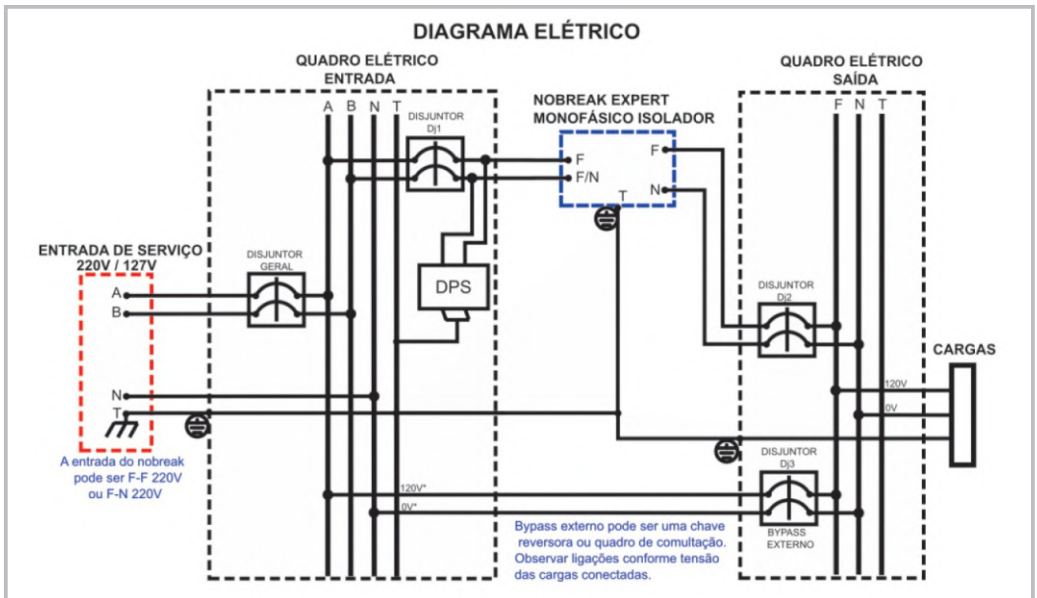 DIAGRAMA ELÉTRICO
QUADRO ELÉTRICO
ENTRADA
A B N T
DISJUNTOR
Dj1
NOBREAK EXPERT
MONOFÁSICO ISOLADOR
F
F/N
F
N
T
QUADRO ELÉTRICO
SAÍDA
F N T
ENTRADA DE SERVIÇO
220V / 127V
A
B
N
T
DISJUNTOR
GERAL
DPS
DISJUNTOR
Dj2
CARGAS
120V
0V
A entrada do nobreak
pode ser F-F 220V
ou F-N 220V
120V*
0V*
DISJUNTOR
Dj3
BYPASS
EXTERNO
Bypass externo pode ser uma chave
reversora ou quadro de comultação.
Observar ligações conforme tensão
das cargas conectadas.